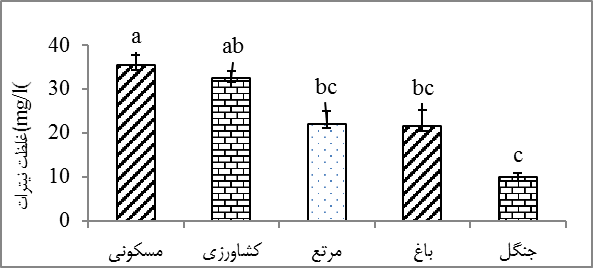 غلظت نیترات(mg/l)
40
30
20
10
0
a
ab
bc
bc
c
مسکونی
کشاورزی
مرتع
باغ
جنگل